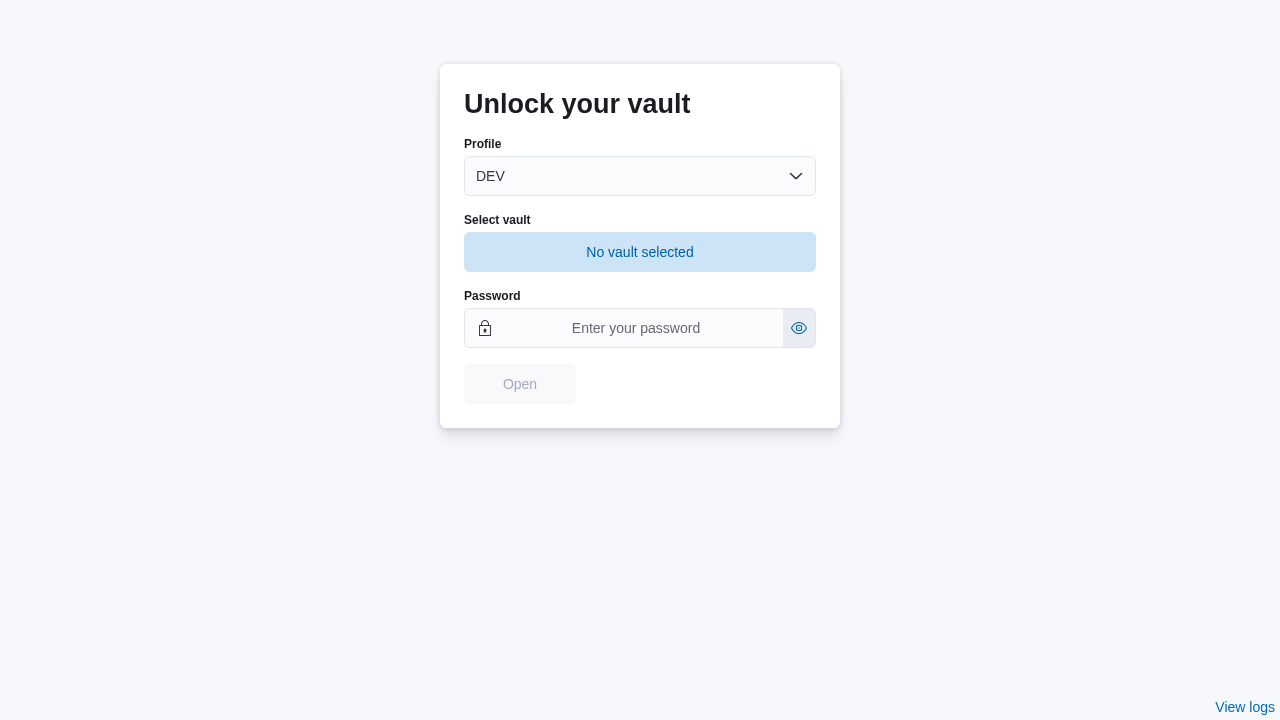 Unlock your vault
Profile
DEV
Select vault
No vault selected
Password
Enter your password
Open
View logs